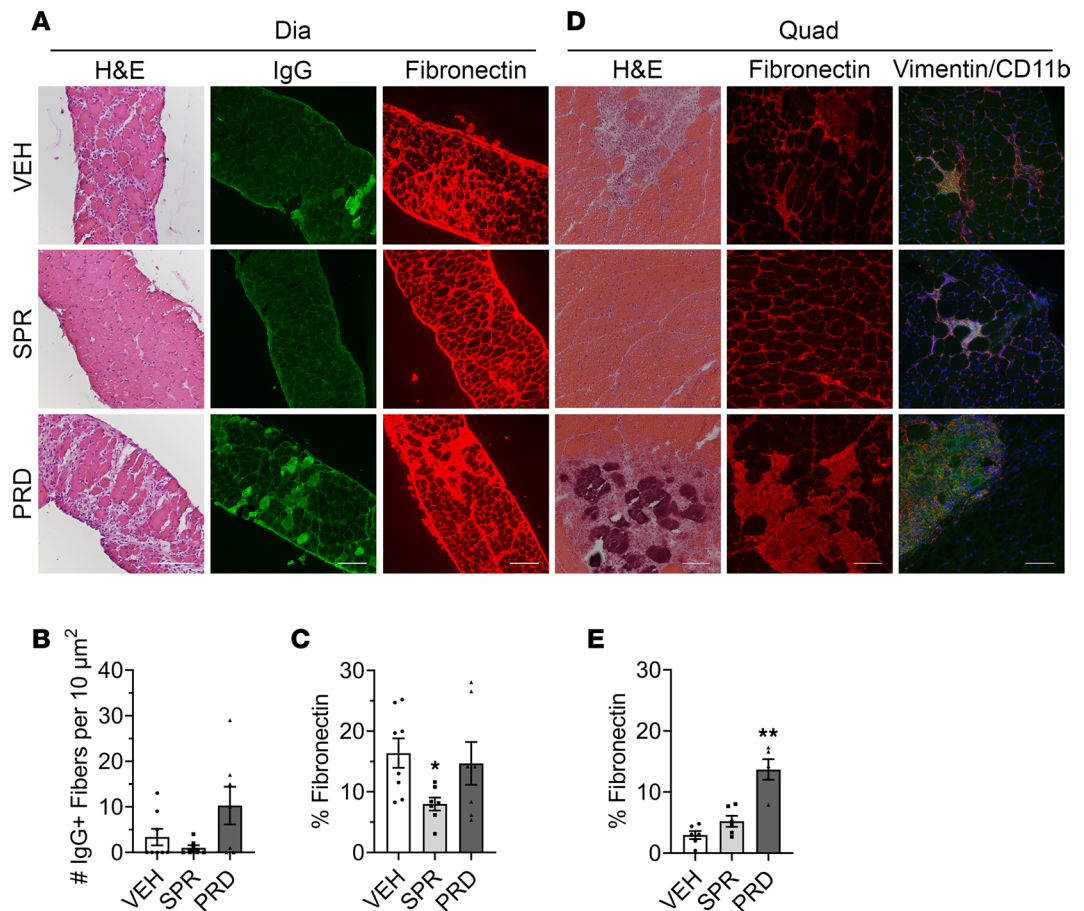 A
Dia
H&E
IgG
Fibronectin
D
Quad
H&E
Fibronectin
Vimentin/CD11b
VEH
SPR
PRD
B
# IgG+ Fibers per 10 µm²
40
30
20
10
0
VEH
SPR
PRD
C
% Fibronectin
30
20
10
0
*
VEH
SPR
PRD
E
% Fibronectin
30
20
10
0
**
VEH
SPR
PRD